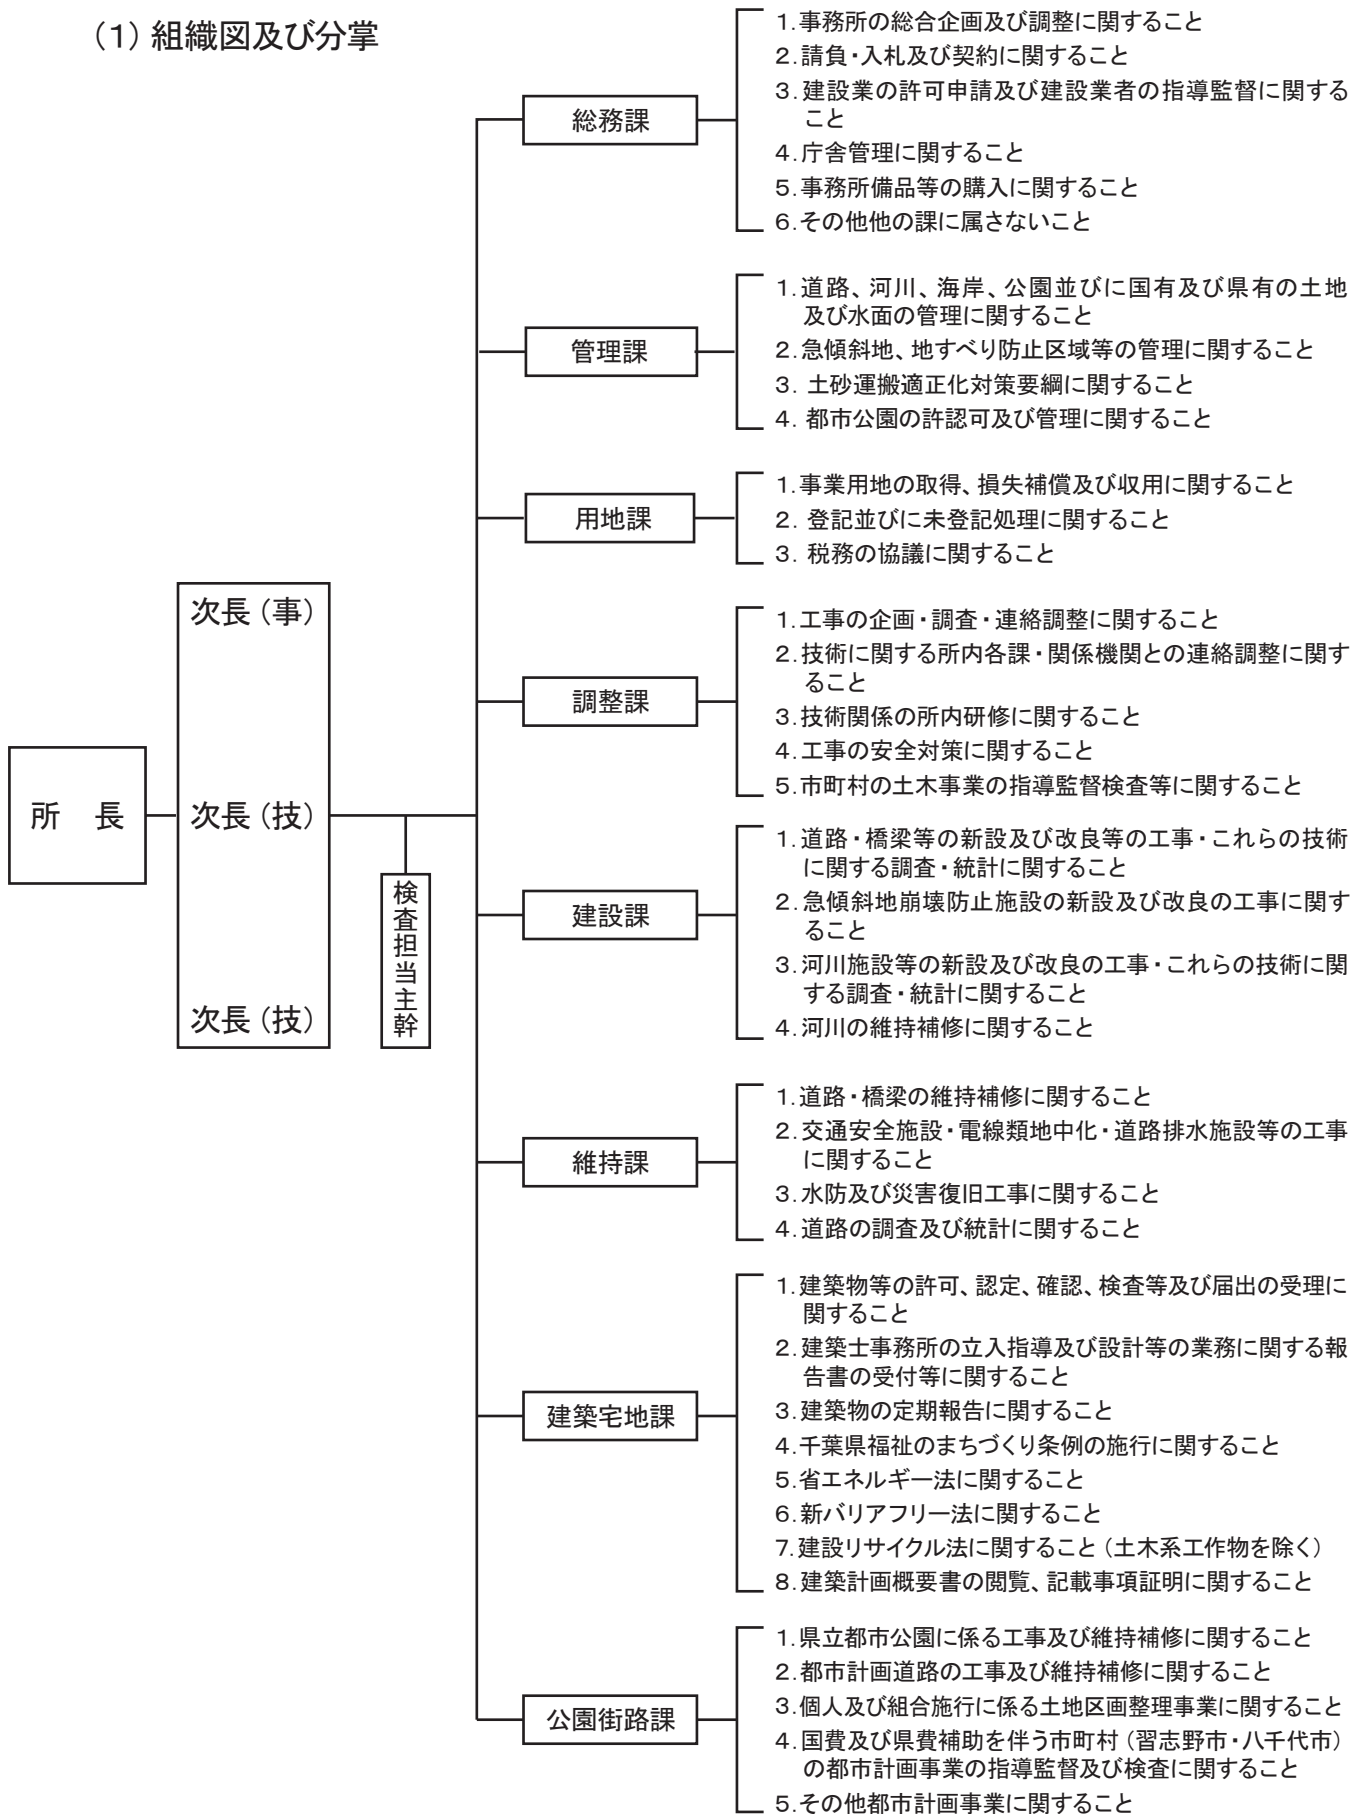 （1）組織図及び分掌
所　長
次長（事）
次長（技）
次長（技）
検査担当主幹
総務課
1.事務所の総合企画及び調整に関すること
2.請負・入札及び契約に関すること
3.建設業の許可申請及び建設業者の指導監督に関する
こと
4.庁舎管理に関すること
5.事務所備品等の購入に関すること
6.その他他の課に属さないこと
管理課
1.道路、河川、海岸、公園並びに国有及び県有の土地
及び水面の管理に関すること
2.急傾斜地、地すべり防止区域等の管理に関すること
3. 土砂運搬適正化対策要綱に関すること
4. 都市公園の許認可及び管理に関すること
用地課
1.事業用地の取得、損失補償及び収用に関すること
2. 登記並びに未登記処理に関すること
3. 税務の協議に関すること
調整課
1.工事の企画・調査・連絡調整に関すること
2.技術に関する所内各課・関係機関との連絡調整に関す
ること
3.技術関係の所内研修に関すること
4.工事の安全対策に関すること
5.市町村の土木事業の指導監督検査等に関すること
建設課
1.道路・橋梁等の新設及び改良等の工事・これらの技術
に関する調査・統計に関すること
2.急傾斜地崩壊防止施設の新設及び改良の工事に関す
ること
3.河川施設等の新設及び改良の工事・これらの技術に関
する調査・統計に関すること
4.河川の維持補修に関すること
維持課
1.道路・橋梁の維持補修に関すること
2.交通安全施設・電線類地中化・道路排水施設等の工事
に関すること
3.水防及び災害復旧工事に関すること
4.道路の調査及び統計に関すること
建築宅地課
1.建築物等の許可、認定、確認、検査等及び届出の受理に
関すること
2.建築士事務所の立入指導及び設計等の業務に関する報
告書の受付等に関すること
3.建築物の定期報告に関すること
4.千葉県福祉のまちづくり条例の施行に関すること
5.省エネルギー法に関すること
6.新バリアフリー法に関すること
7.建設リサイクル法に関すること（土木系工作物を除く）
8.建築計画概要書の閲覧、記載事項証明に関すること
公園街路課
1.県立都市公園に係る工事及び維持補修に関すること
2.都市計画道路の工事及び維持補修に関すること
3.個人及び組合施行に係る土地区画整理事業に関すること
4.国費及び県費補助を伴う市町村（習志野市・八千代市）
の都市計画事業の指導監督及び検査に関すること
5.その他都市計画事業に関すること